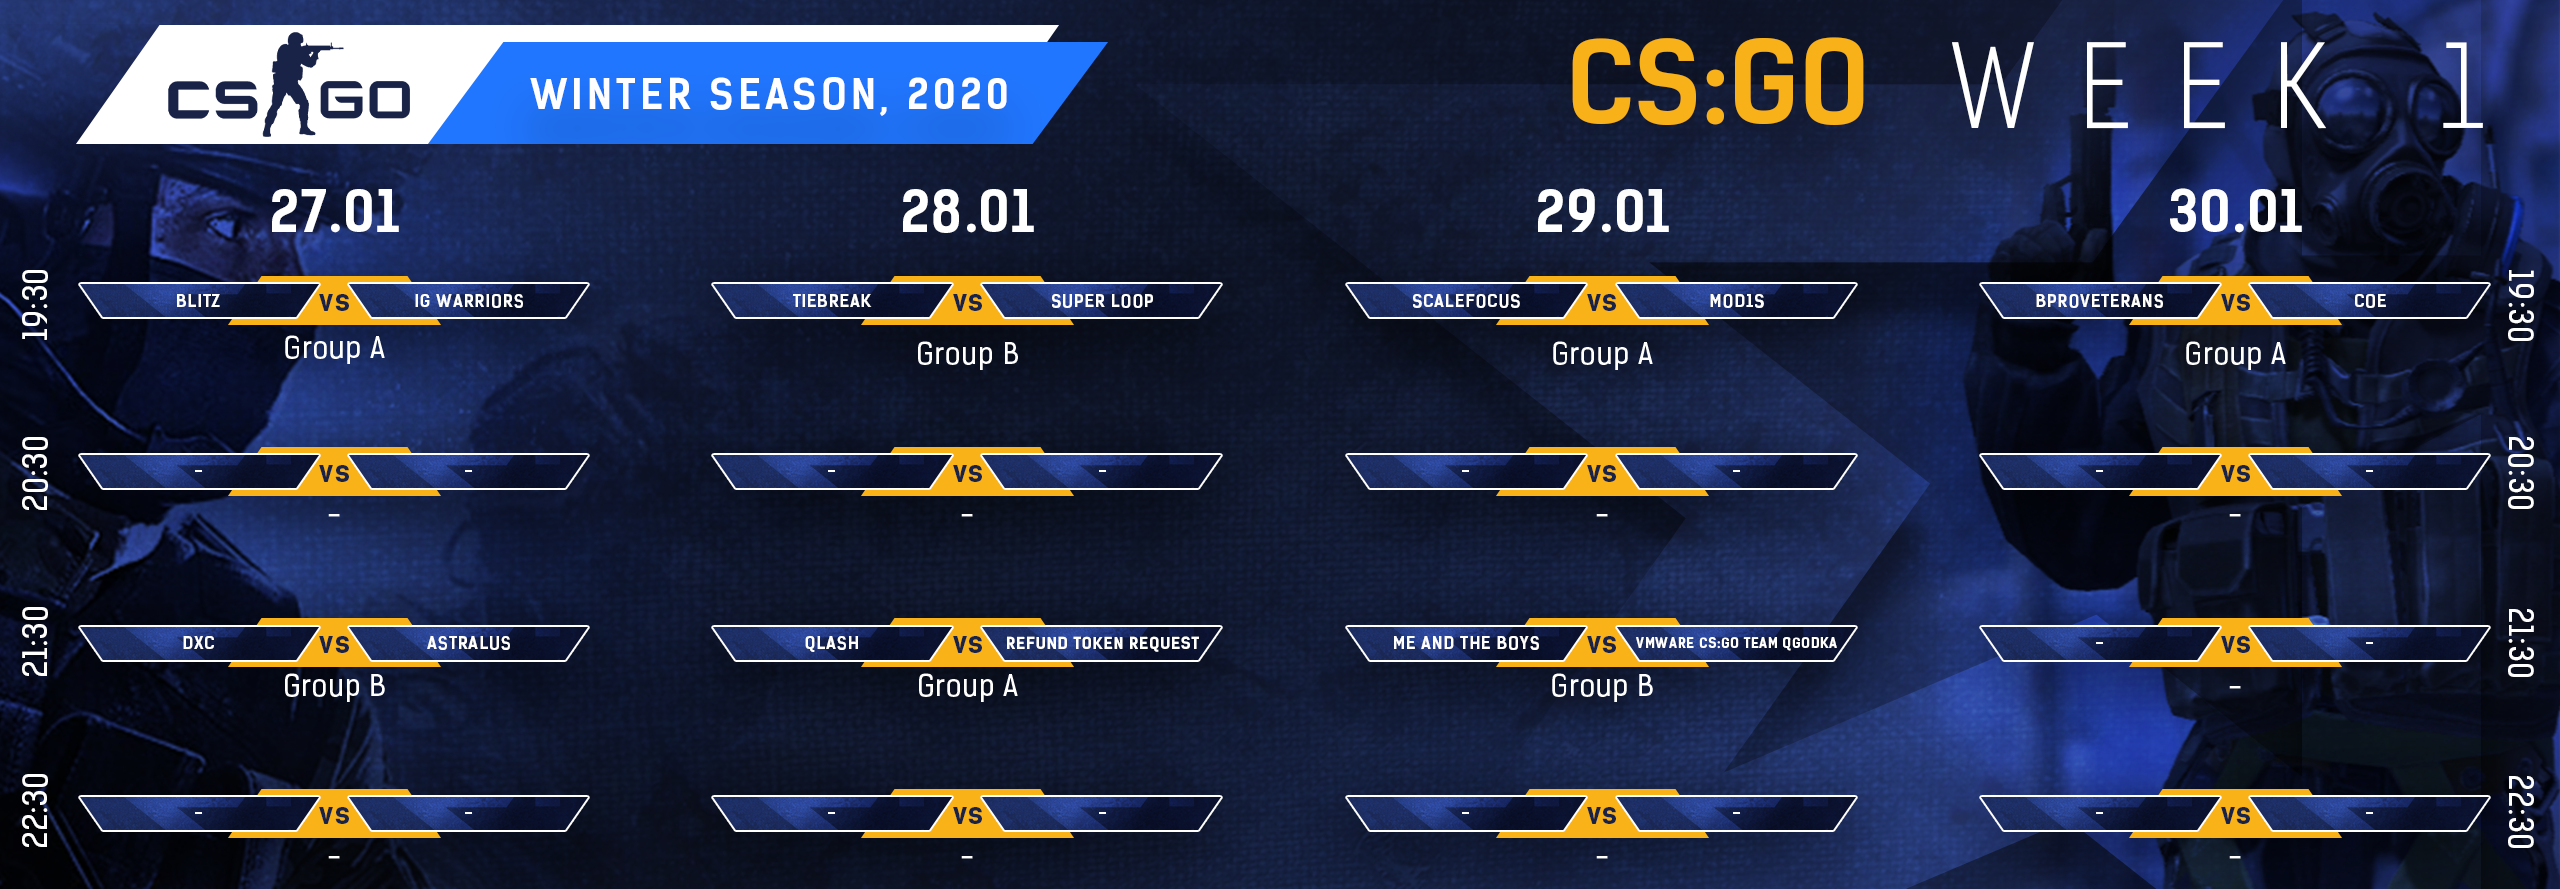 CS GO
WINTER SEASON, 2020
CS:GO WEEK 1
27.01 28.01 29.01 30.01
19:30 BLITZ VS IG WARRIORS TIEBREAK VS SUPER LOOP SCALEFOCUS VS MOD1S BPROVETERANS VS COE 19:30
Group A Group B Group A Group A
20:30 - VS - - VS - - VS - - VS - 20:30
- - - -
21:30 DXC VS ASTRALUS QLASH VS REFUND TOKEN REQUEST ME AND THE BOYS VS VMWARE CS:GO TEAM QGODKA - VS - 21:30
Group B Group A Group B -
22:30 - VS - - VS - - VS - - VS - 22:30
- - - -